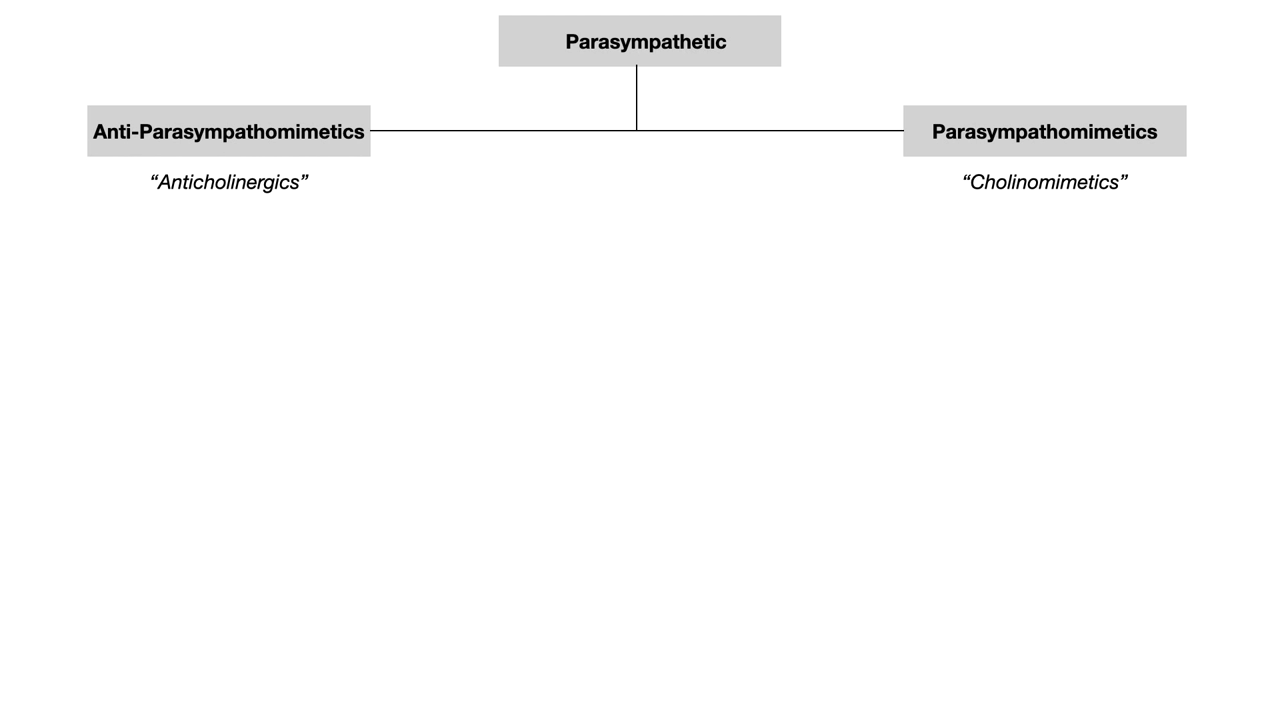 Parasympathetic
Anti-Parasympathomimetics
Parasympathomimetics
“Anticholinergics”
“Cholinomimetics”